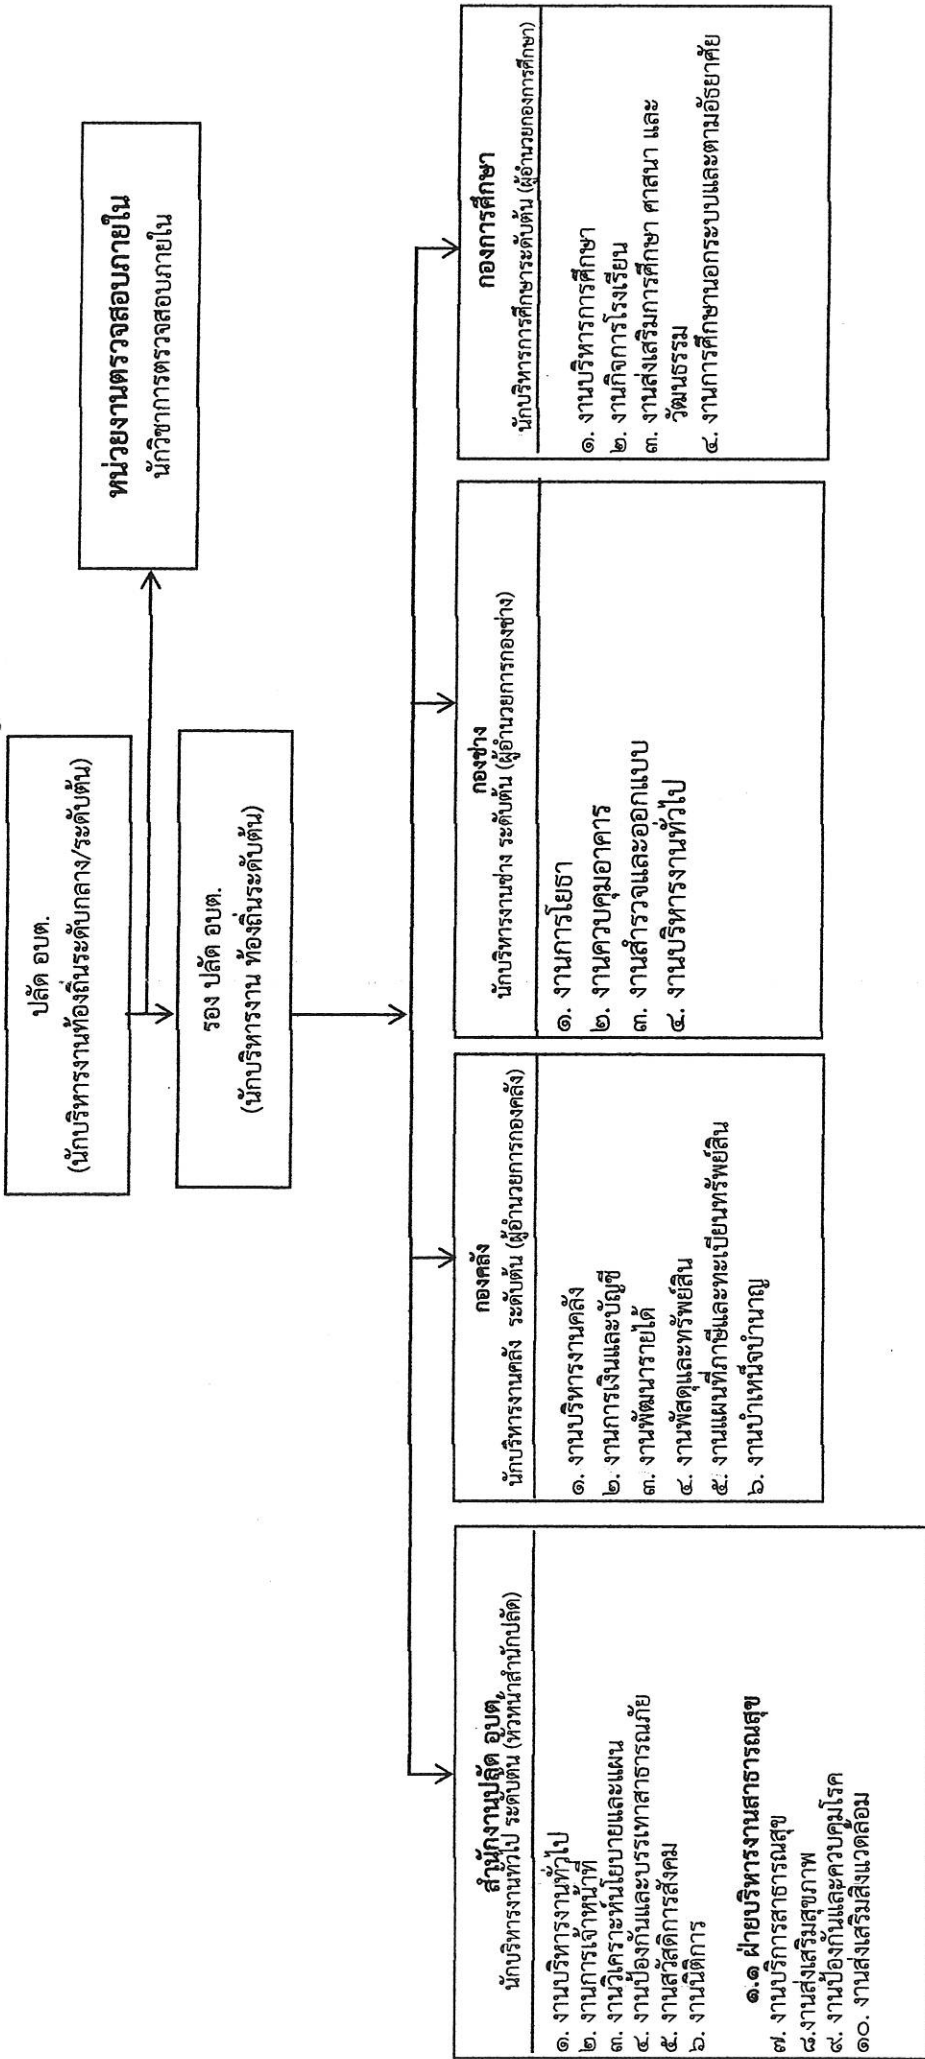 ปลัด อบต.
(นักบริหารงานท้องถิ่นระดับกลาง/ระดับต้น)
หน่วยงานตรวจสอบภายใน
นักวิชาการตรวจสอบภายใน
รอง ปลัด อบต.
(นักบริหารงาน ท้องถิ่นระดับต้น)
สำนักงานปลัด อบต.
นักบริหารงานทั่วไป ระดับต้น (หัวหน้าสำนักปลัด)
๑. งานบริหารงานทั่วไป
๒. งานการเจ้าหน้าที่
๓. งานวิเคราะห์นโยบายและแผน
๔. งานป้องกันและบรรเทาสาธารณภัย
๕. งานสวัสดิการสังคม
๖. งานนิติการ
๑.๑ ฝ่ายบริหารงานสาธารณสุข
๗. งานบริการสาธารณสุข
๘.งานส่งเสริมสุขภาพ
๙. งานป้องกันและควบคุมโรค
๑๐. งานส่งเสริมสิ่งแวดล้อม
กองคลัง
นักบริหารงานคลัง ระดับต้น (ผู้อำนวยการกองคลัง)
๑. งานบริหารงานคลัง
๒. งานการเงินและบัญชี
๓. งานพัฒนารายได้
๔. งานพัสดุและทรัพย์สิน
๕. งานแผนที่ภาษีและทะเบียนทรัพย์สิน
๖. งานบำเหน็จบำนาญ
กองช่าง
นักบริหารงานช่าง ระดับต้น (ผู้อำนวยการกองช่าง)
๑. งานการโยธา
๒. งานควบคุมอาคาร
๓. งานสำรวจและออกแบบ
๔. งานบริหารงานทั่วไป
กองการศึกษา
นักบริหารการศึกษาระดับต้น (ผู้อำนวยกองการศึกษา)
๑. งานบริหารการศึกษา
๒. งานกิจการโรงเรียน
๓. งานส่งเสริมการศึกษา ศาสนา และ
วัฒนธรรม
๔. งานการศึกษานอกระบบและตามอัธยาศัย